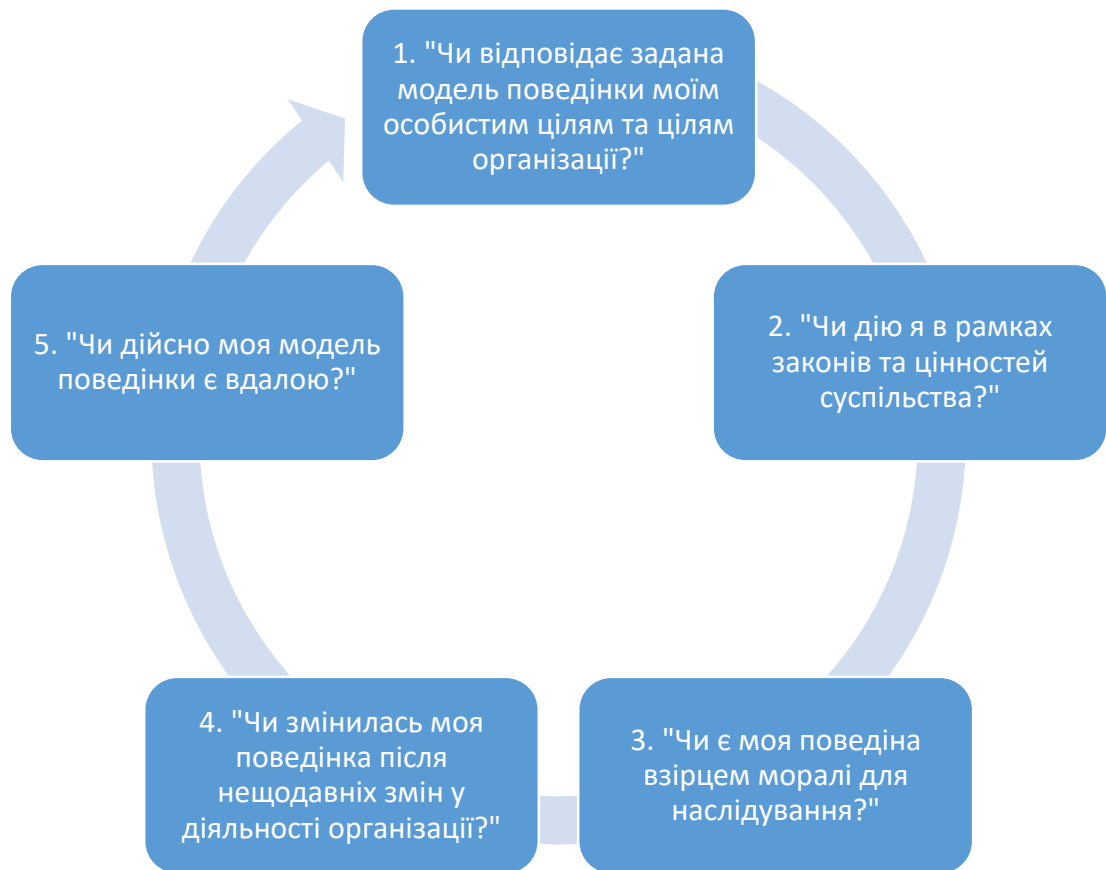 1. "Чи відповідає задана
модель поведінки моїм
особистим цілям та цілям
організації?"
2. "Чи дію я в рамках
законів та цінностей
суспільства?"
3. "Чи є моя поведіна
взірцем моралі для
наслідування?"
4. "Чи змінилась моя
поведінка після
нещодавніх змін у
діяльності організації?"
5. "Чи дійсно моя модель
поведінки є вдалою?"